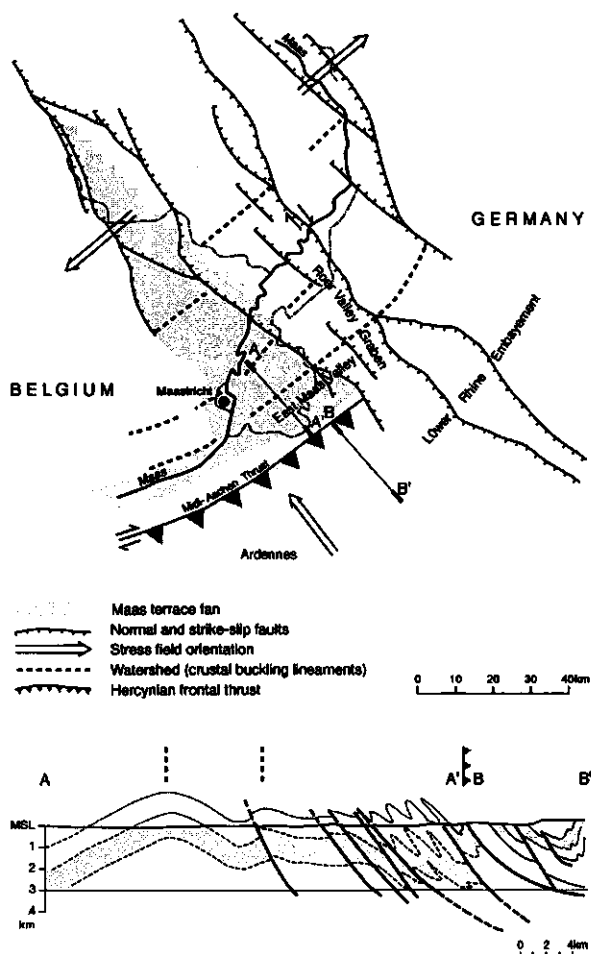 Maas
GERMANY
Roer Valley
Graben
Lower Rhine Embayment
A
BELGIUM
Maastricht
East Maas Valley
A' B
B'
Maas
Midi-Aachen Thrust
Ardennes
Maas terrace fan
Normal and strike-slip faults
Stress field orientation
Watershed (crustal buckling lineaments)
Hercynian frontal thrust
0 10 20 30 40km
A A' B B'
MSL
1
2
3
4
km
0 2 4km